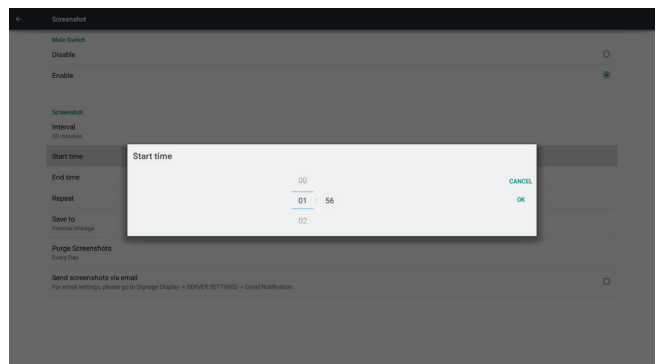 Screenshot
Main Switch
Disable
Enable
Screenshot
Interval
30 minutes
Start time
End time
Repeat
Save to
Internal storage
Purge Screenshots
Every Day
Send screenshots via email
For email settings, please go to Signage Display -> SERVER SETTINGS -> Email Notification.
Start time
00
01 : 56
02
CANCEL
OK